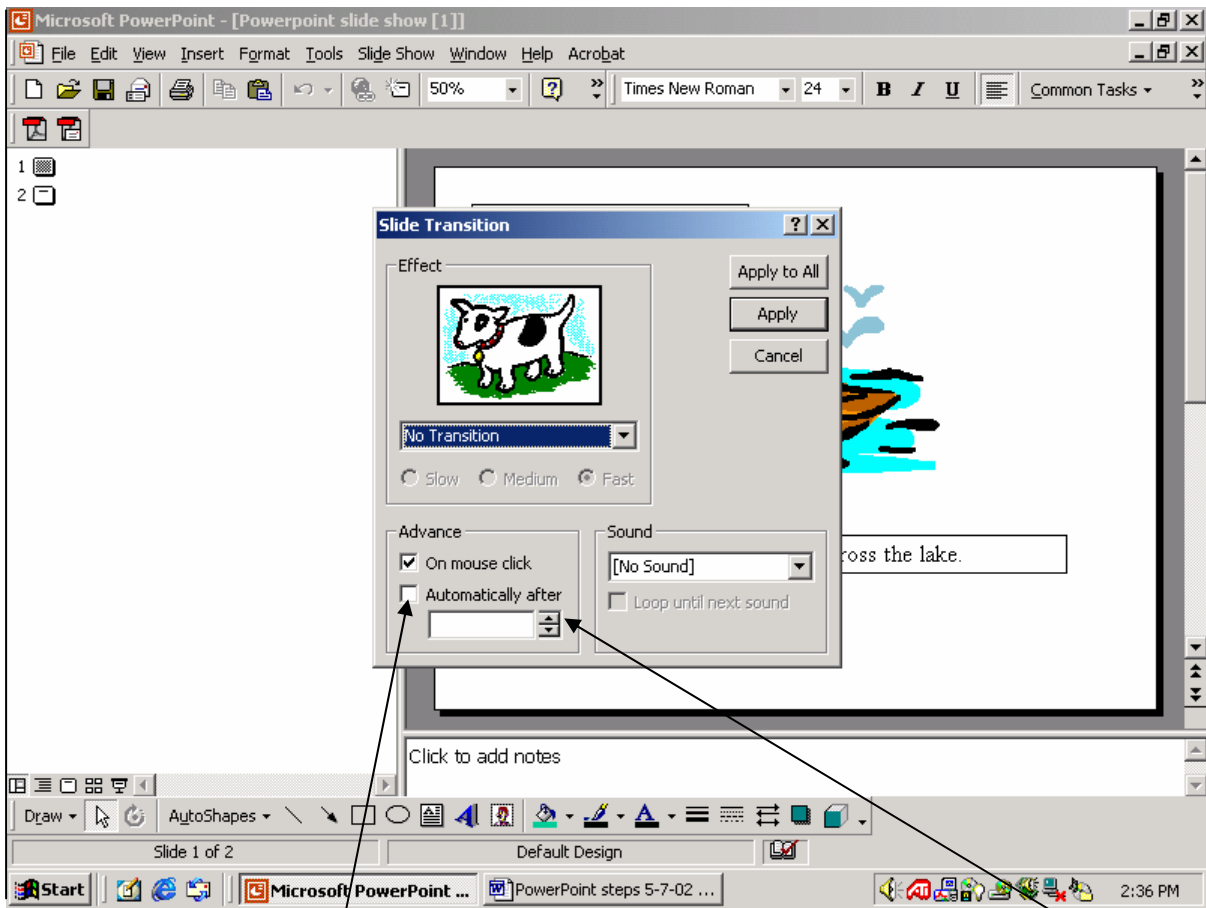 Microsoft PowerPoint - [Powerpoint slide show [1]]
File Edit View Insert Format Tools Slide Show Window Help Acrobat
50% Times New Roman 24 B I U Common Tasks
1
2
Slide Transition
Effect
Apply to All
Apply
Cancel
No Transition
Slow Medium Fast
Advance
On mouse click
Automatically after
Sound
[No Sound]
Loop until next sound
ross the lake.
Click to add notes
Draw AutoShapes
Slide 1 of 2 Default Design
Start Microsoft PowerPoint ... PowerPoint steps 5-7-02 ... 2:36 PM